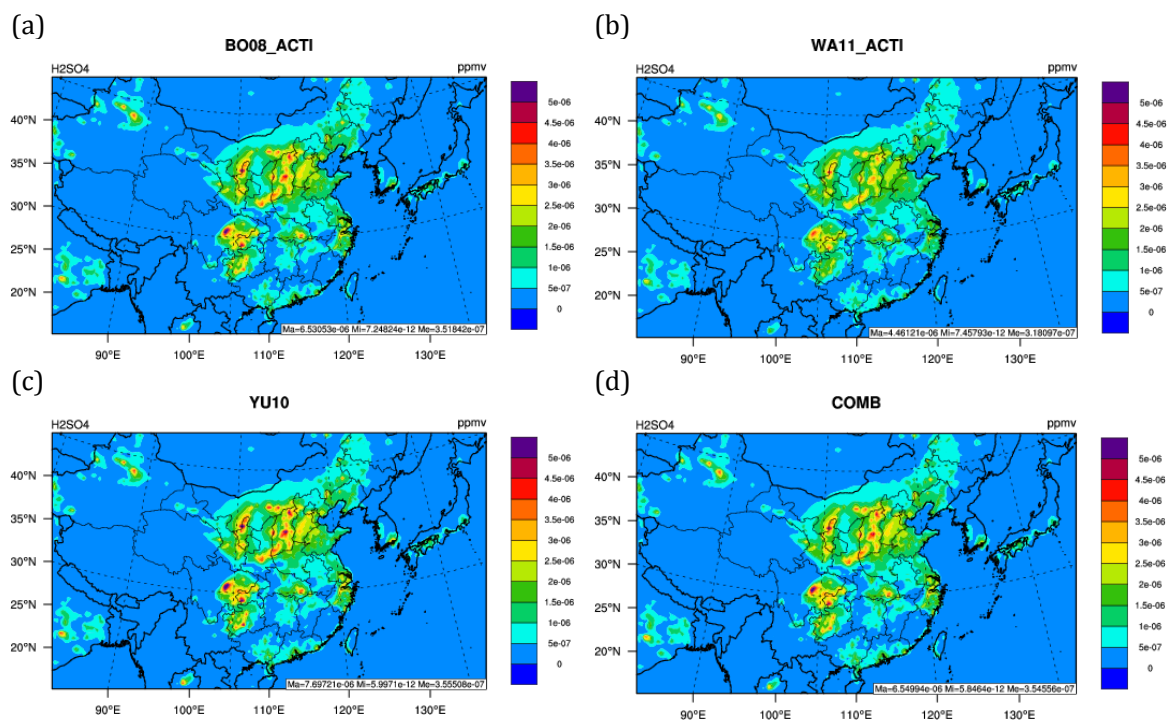 (a)
BO08_ACTI
H2SO4 ppmv
40°N
35°N
30°N
25°N
20°N
90°E 100°E 110°E 120°E 130°E
5e-06
4.5e-06
4e-06
3.5e-06
3e-06
2.5e-06
2e-06
1.5e-06
1e-06
5e-07
0
Ma=6.53053e-06 Mi=7.24824e-12 Me=3.51842e-07
(b)
WA11_ACTI
H2SO4 ppmv
40°N
35°N
30°N
25°N
20°N
90°E 100°E 110°E 120°E 130°E
5e-06
4.5e-06
4e-06
3.5e-06
3e-06
2.5e-06
2e-06
1.5e-06
1e-06
5e-07
0
Ma=4.46121e-06 Mi=7.45793e-12 Me=3.18097e-07
(c)
YU10
H2SO4 ppmv
40°N
35°N
30°N
25°N
20°N
90°E 100°E 110°E 120°E 130°E
5e-06
4.5e-06
4e-06
3.5e-06
3e-06
2.5e-06
2e-06
1.5e-06
1e-06
5e-07
0
Ma=7.69721e-06 Mi=5.9971e-12 Me=3.55508e-07
(d)
COMB
H2SO4 ppmv
40°N
35°N
30°N
25°N
20°N
90°E 100°E 110°E 120°E 130°E
5e-06
4.5e-06
4e-06
3.5e-06
3e-06
2.5e-06
2e-06
1.5e-06
1e-06
5e-07
0
Ma=6.54994e-06 Mi=5.8464e-12 Me=3.54556e-07